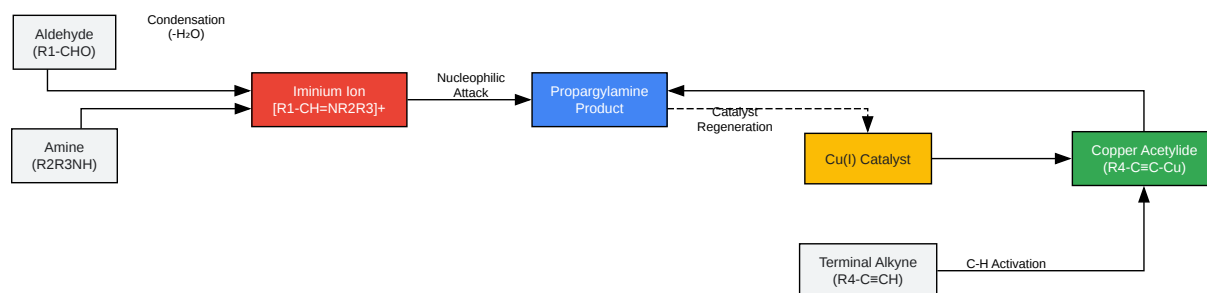 Aldehyde
(R1-CHO)
Condensation
(-H₂O)
Iminium Ion
[R1-CH=NR2R3]+
Nucleophilic
Attack
Propargylamine
Product
Amine
(R2R3NH)
Catalyst
Regeneration
Cu(I) Catalyst
Copper Acetylide
(R4-C≡C-Cu)
Terminal Alkyne
(R4-C≡CH)
C-H Activation